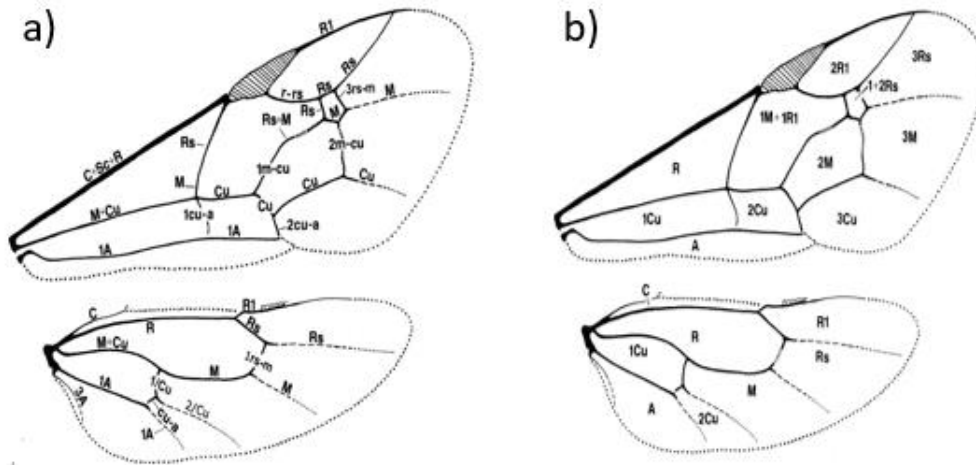 a)
R1
Rs
r-rs
Rs
3rs-m
Rs
M
M
Rs+M
C+Sc+R
Rs
1m-cu
2m-cu
M
Cu
Cu
Cu
M+Cu
1cu-a
Cu
2cu-a
1A
1A
C
R1
R
Rs
Rs
M+Cu
1rs-m
M
M
1A
1/Cu
3A
cu-a
2/Cu
1A
b)
2R1
3Rs
1+2Rs
1M+1R1
3M
2M
R
1Cu
2Cu
3Cu
A
C
R
R1
1Cu
Rs
M
A
2Cu